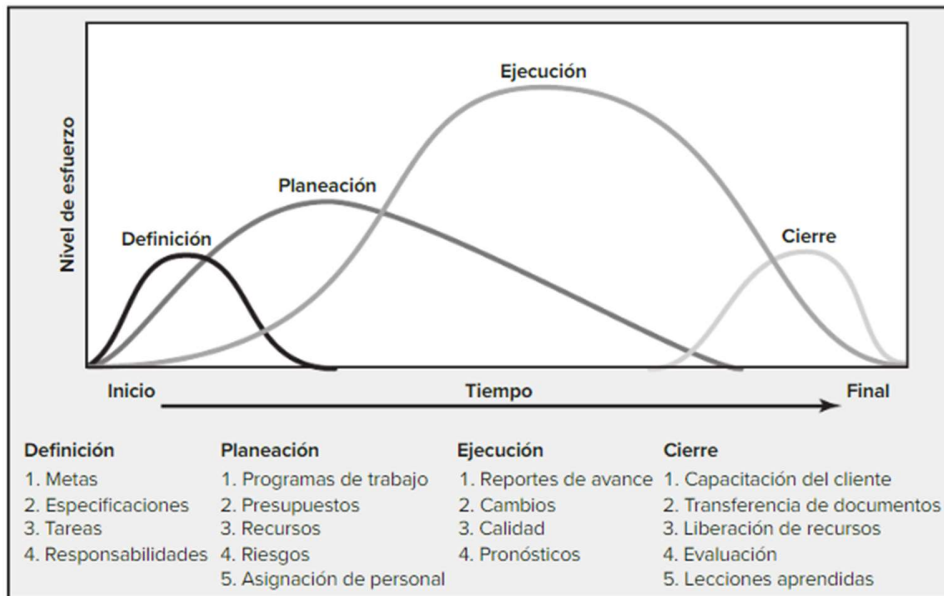 Nivel de esfuerzo
Ejecución
Planeación
Definición
Cierre
Inicio
Tiempo
Final
Definición
1. Metas
2. Especificaciones
3. Tareas
4. Responsabilidades
Planeación
1. Programas de trabajo
2. Presupuestos
3. Recursos
4. Riesgos
5. Asignación de personal
Ejecución
1. Reportes de avance
2. Cambios
3. Calidad
4. Pronósticos
Cierre
1. Capacitación del cliente
2. Transferencia de documentos
3. Liberación de recursos
4. Evaluación
5. Lecciones aprendidas